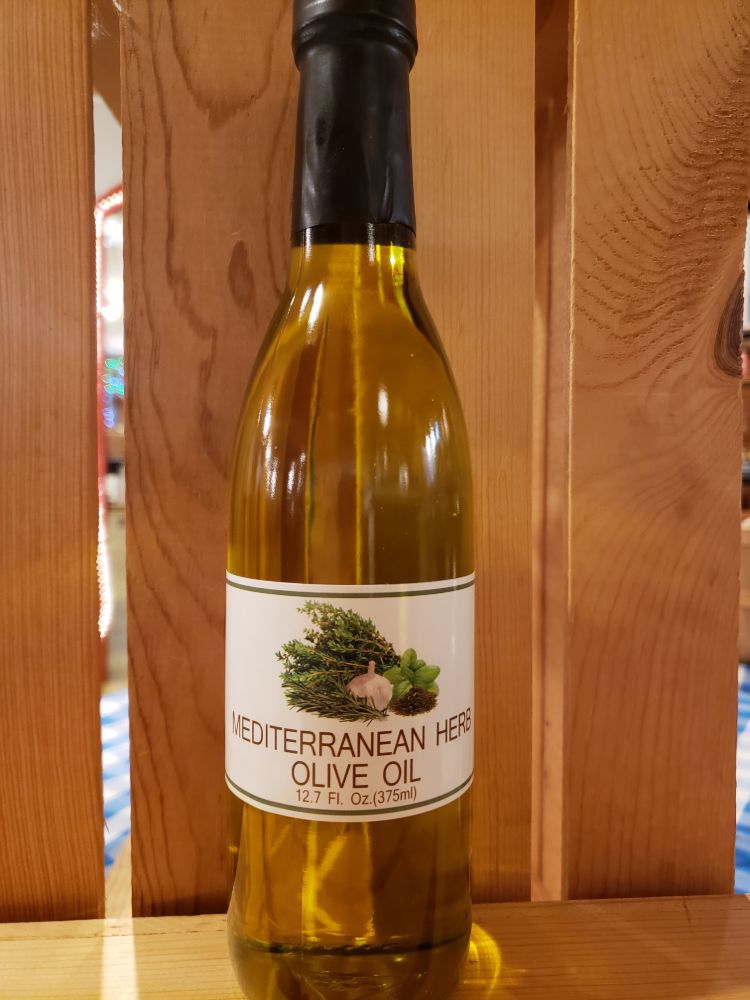 MEDITERRANEAN HERB
OLIVE OIL
12.7 Fl. Oz.(375ml)